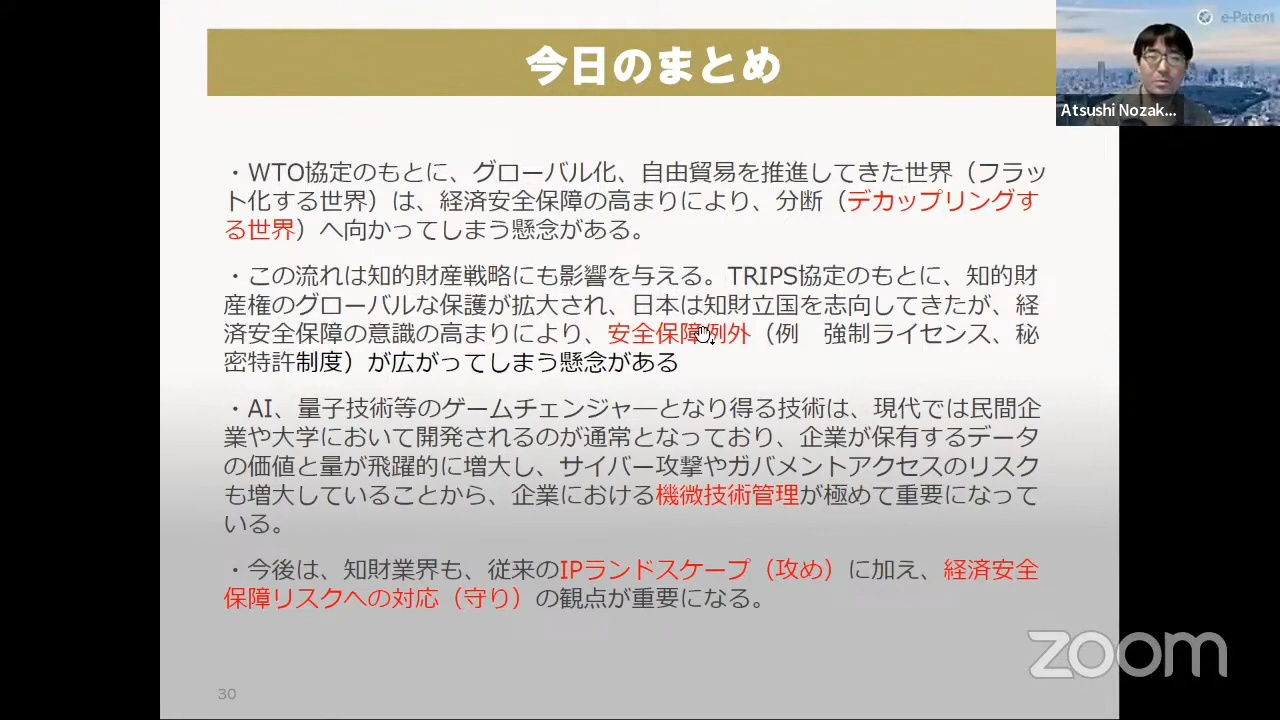 今日のまとめ
e-Patent
Atsushi Nozak...
・WTO協定のもとに、グローバル化、自由貿易を推進してきた世界（フラッ
ト化する世界）は、経済安全保障の高まりにより、分断（デカップリングす
る世界）へ向かってしまう懸念がある。
・この流れは知的財産戦略にも影響を与える。TRIPS協定のもとに、知的財
産権のグローバルな保護が拡大され、日本は知財立国を志向してきたが、経
済安全保障の意識の高まりにより、安全保障例外（例　強制ライセンス、秘
密特許制度）が広がってしまう懸念がある
・AI、量子技術等のゲームチェンジャ―となり得る技術は、現代では民間企
業や大学において開発されるのが通常となっており、企業が保有するデータ
の価値と量が飛躍的に増大し、サイバー攻撃やガバメントアクセスのリスク
も増大していることから、企業における機微技術管理が極めて重要になって
いる。
・今後は、知財業界も、従来のIPランドスケープ（攻め）に加え、経済安全
保障リスクへの対応（守り）の観点が重要になる。
zoom
30